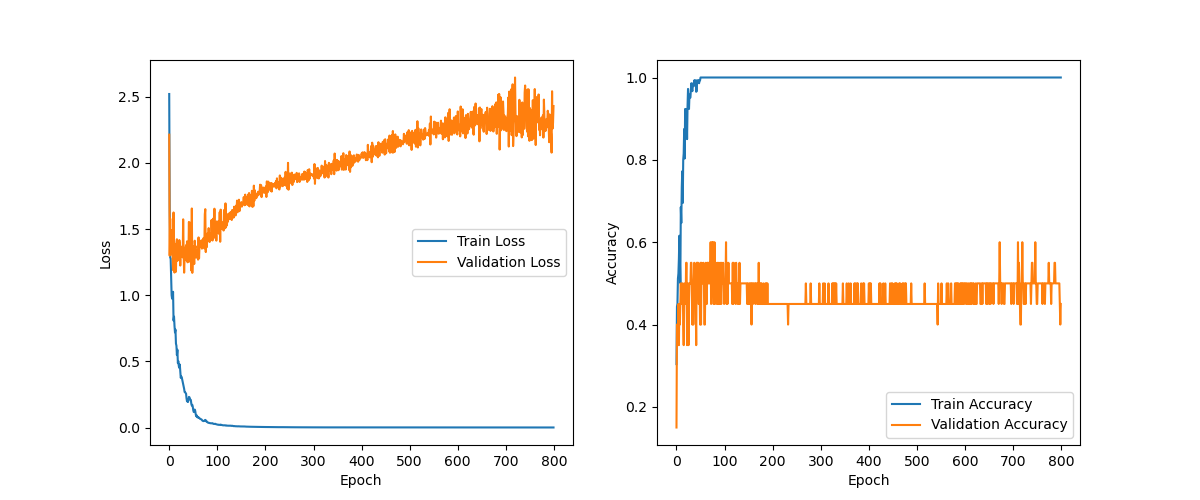 2.5
2.0
1.5
1.0
0.5
0.0
Loss
0 100 200 300 400 500 600 700 800
Epoch
Train Loss
Validation Loss
1.0
0.8
0.6
0.4
0.2
Accuracy
0 100 200 300 400 500 600 700 800
Epoch
Train Accuracy
Validation Accuracy